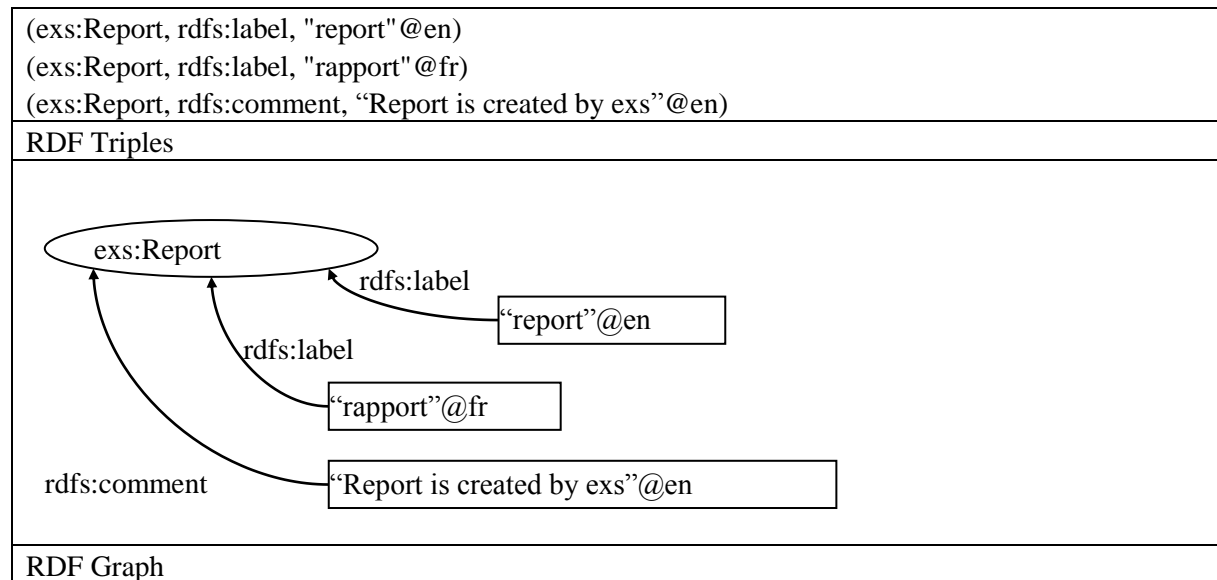 (exs:Report, rdfs:label, "report"@en)
(exs:Report, rdfs:label, "rapport"@fr)
(exs:Report, rdfs:comment, “Report is created by exs”@en)
RDF Triples
exs:Report
rdfs:label
“report”@en
rdfs:label
“rapport”@fr
rdfs:comment
“Report is created by exs”@en
RDF Graph